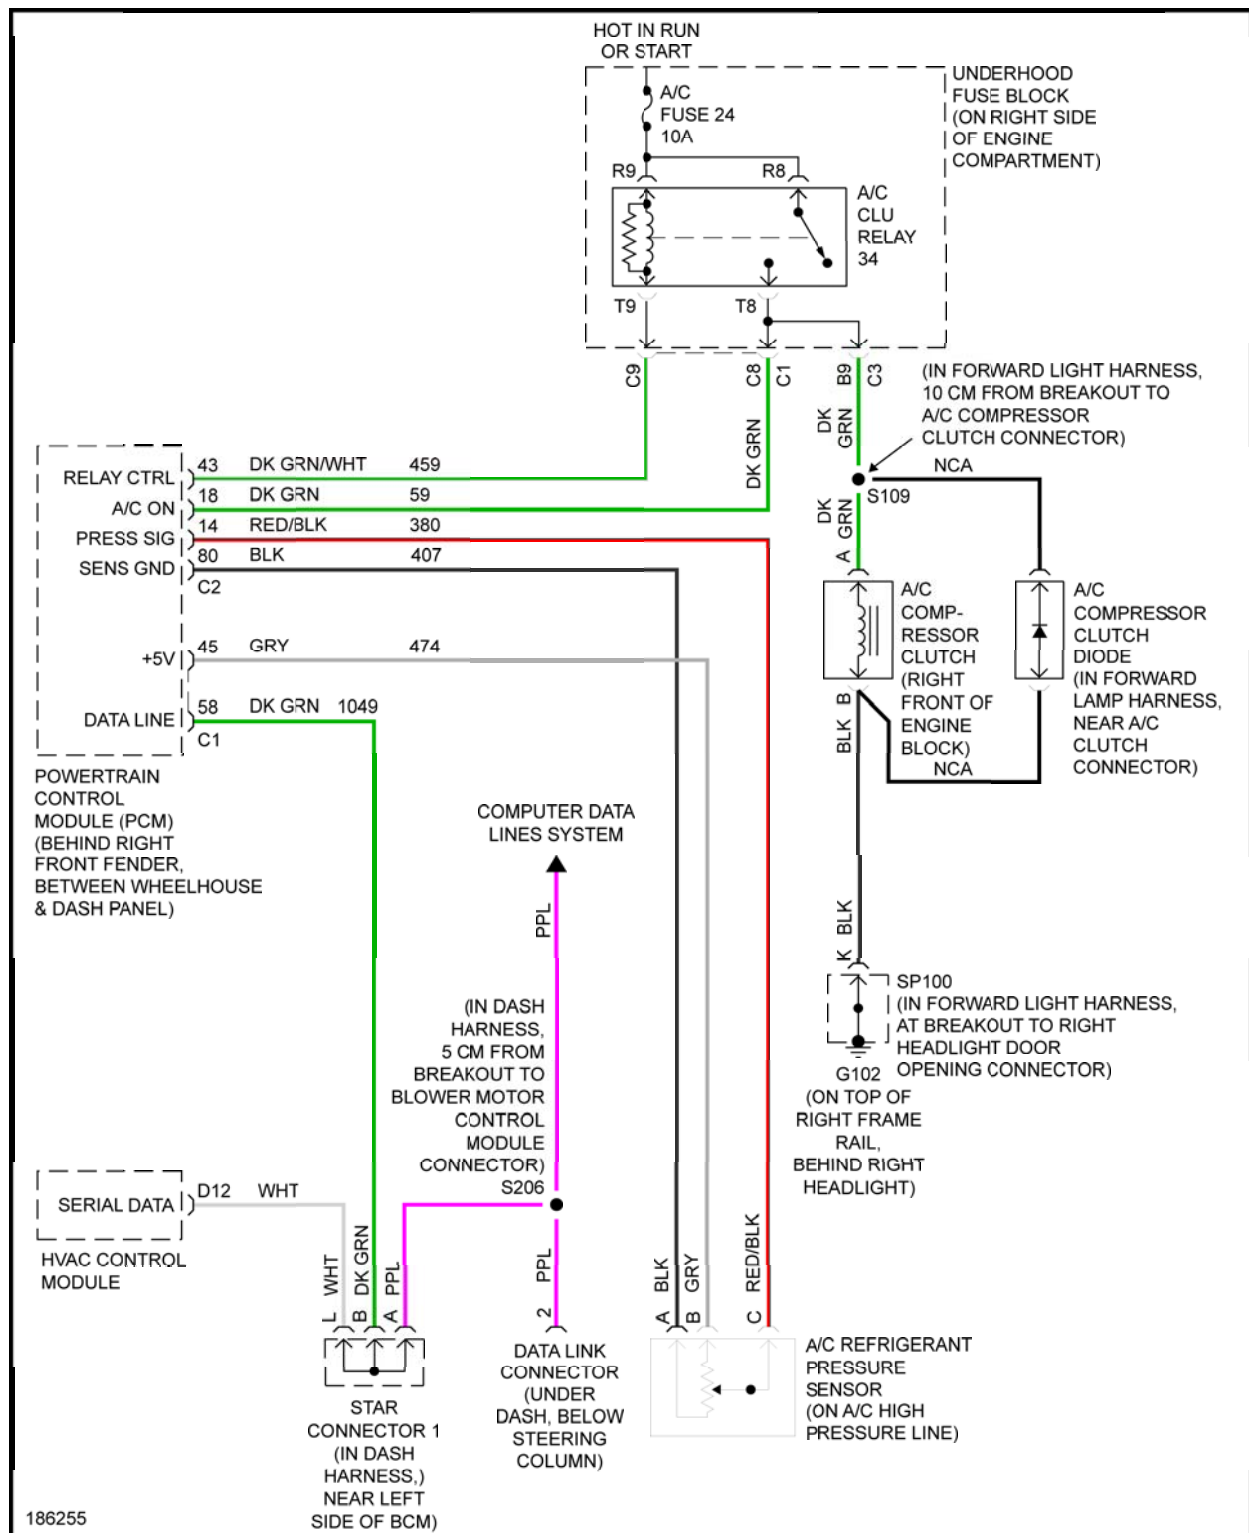 HOT IN RUN
OR START
UNDERHOOD
FUSE BLOCK
(ON RIGHT SIDE
OF ENGINE
COMPARTMENT)
A/C
FUSE 24
10A
R9
R8
A/C
CLU
RELAY
34
T9
T8
C9
C8
C1
B9
C3
(IN FORWARD LIGHT HARNESS,
10 CM FROM BREAKOUT TO
A/C COMPRESSOR
CLUTCH CONNECTOR)
DK GRN
DK
GRN
NCA
S109
DK
GRN
A
RELAY CTRL
43
DK GRN/WHT
459
A/C ON
18
DK GRN
59
PRESS SIG
14
RED/BLK
380
SENS GND
80
BLK
407
C2
+5V
45
GRY
474
DATA LINE
58
DK GRN
1049
C1
POWERTRAIN
CONTROL
MODULE (PCM)
(BEHIND RIGHT
FRONT FENDER,
BETWEEN WHEELHOUSE
& DASH PANEL)
A/C
COMP-
RESSOR
CLUTCH
(RIGHT
FRONT OF
ENGINE
BLOCK)
A/C
COMPRESSOR
CLUTCH
DIODE
(IN FORWARD
LAMP HARNESS,
NEAR A/C
CLUTCH
CONNECTOR)
B
BLK
NCA
COMPUTER DATA
LINES SYSTEM
PPL
BLK
K
SP100
(IN FORWARD LIGHT HARNESS,
AT BREAKOUT TO RIGHT
HEADLIGHT DOOR
OPENING CONNECTOR)
G102
(ON TOP OF
RIGHT FRAME
RAIL,
BEHIND RIGHT
HEADLIGHT)
(IN DASH
HARNESS,
5 CM FROM
BREAKOUT TO
BLOWER MOTOR
CONTROL
MODULE
CONNECTOR)
S206
SERIAL DATA
D12
WHT
HVAC CONTROL
MODULE
WHT
L
DK GRN
B
PPL
A
PPL
2
BLK
A
GRY
B
RED/BLK
C
STAR
CONNECTOR 1
(IN DASH
HARNESS,)
NEAR LEFT
SIDE OF BCM)
DATA LINK
CONNECTOR
(UNDER
DASH, BELOW
STEERING
COLUMN)
A/C REFRIGERANT
PRESSURE
SENSOR
(ON A/C HIGH
PRESSURE LINE)
186255